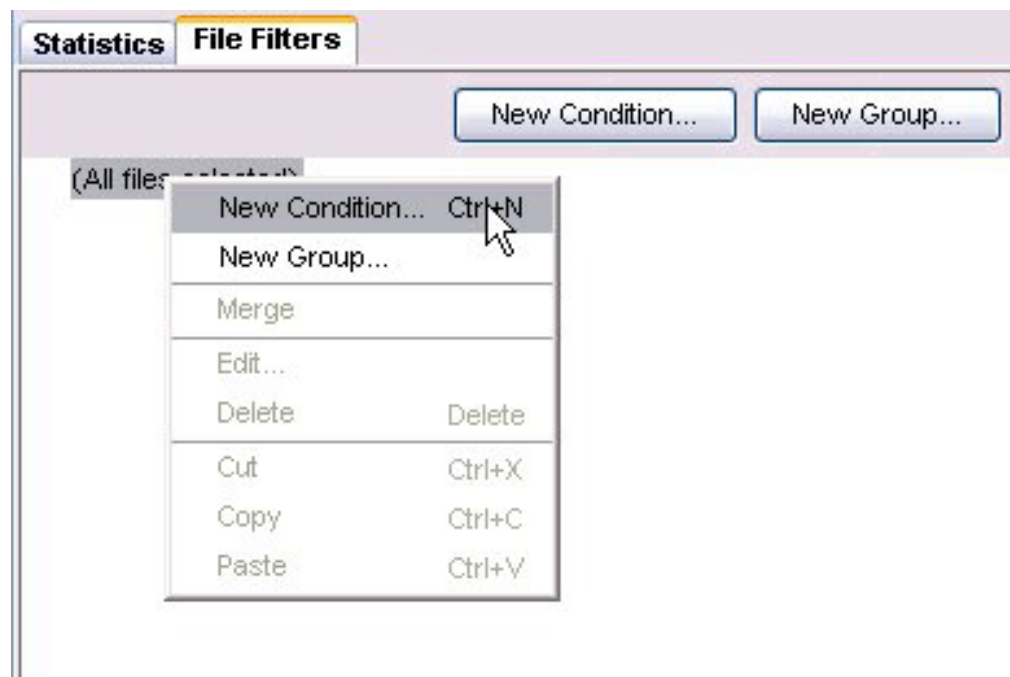 Statistics File Filters
New Condition... New Group...
(All files
New Condition... Ctrl+N
New Group...
Merge
Edit...
Delete Delete
Cut Ctrl+X
Copy Ctrl+C
Paste Ctrl+V